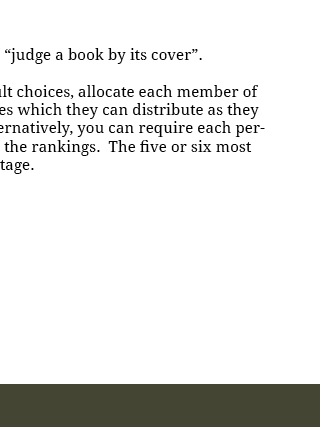 “judge a book by its cover”.
lt choices, allocate each member of
es which they can distribute as they
ernatively, you can require each per-
the rankings.  The five or six most
tage.